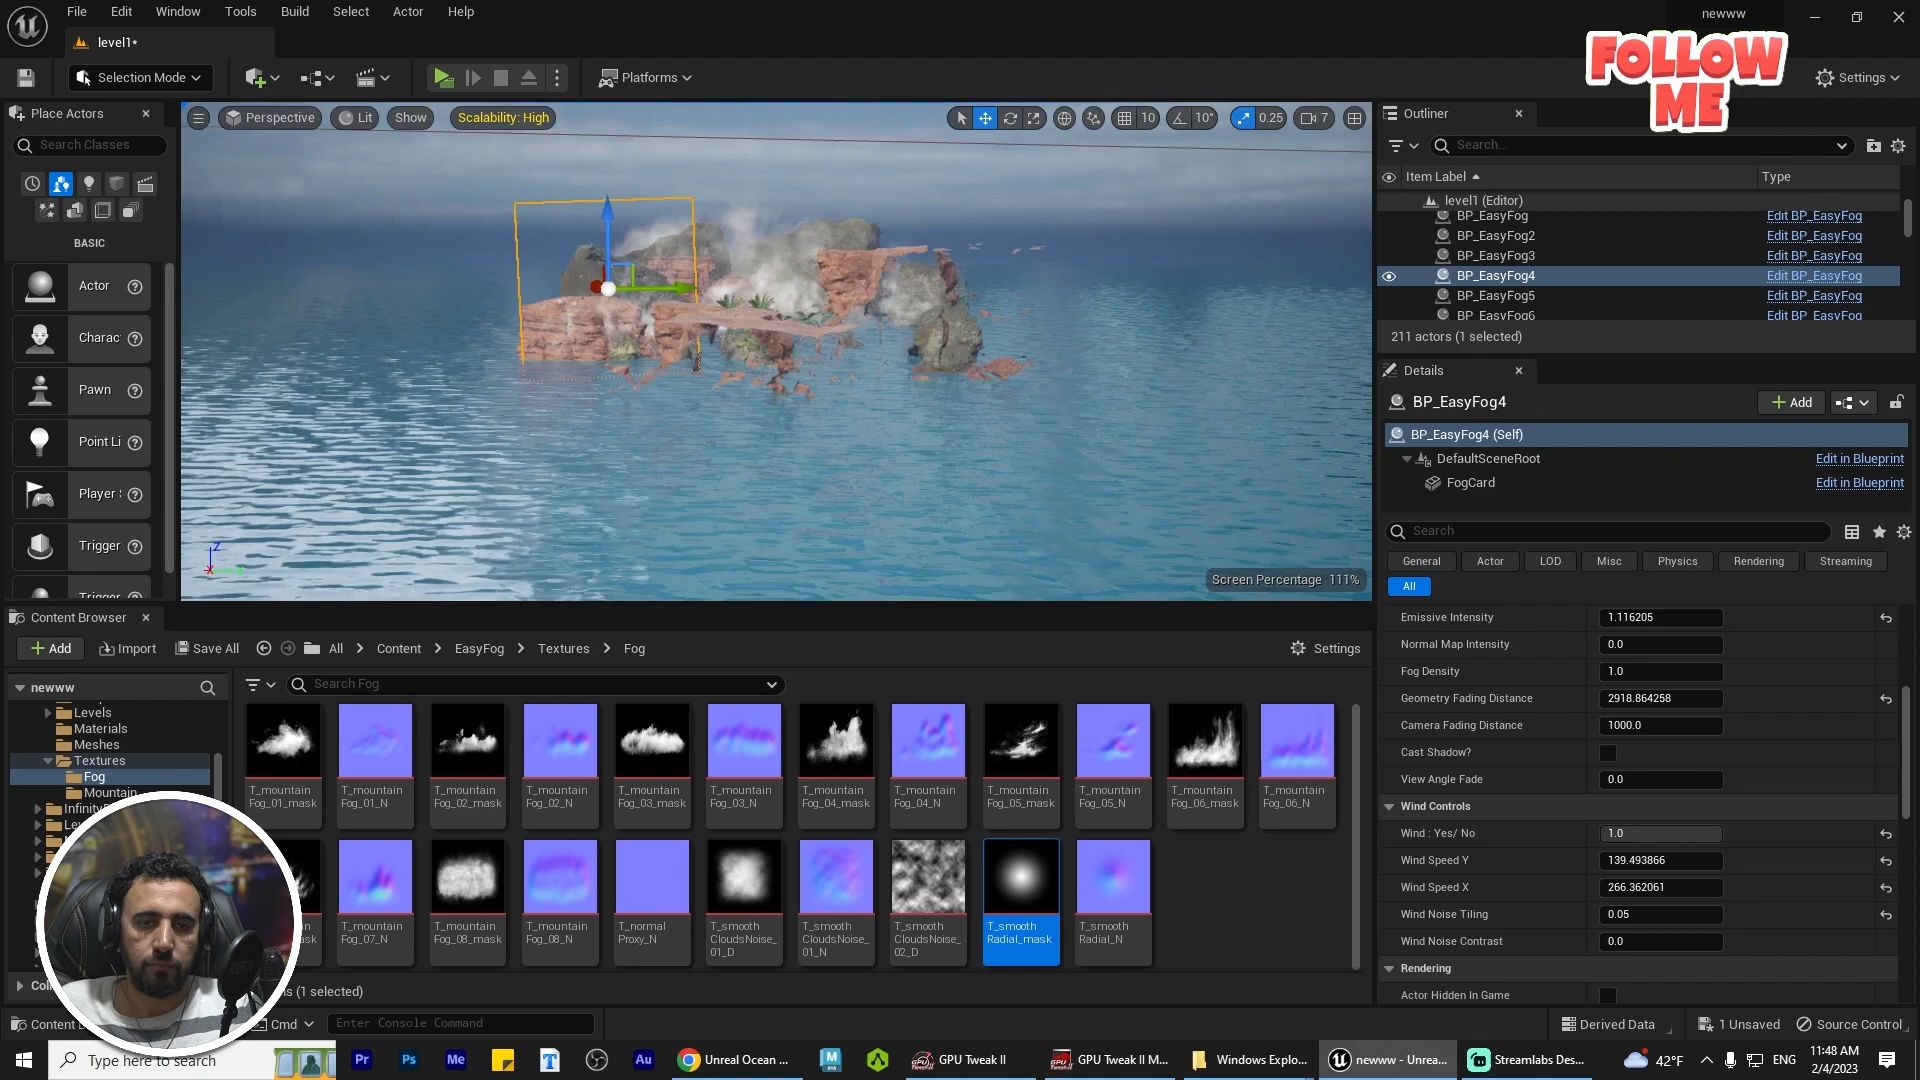 File Edit Window Tools Build Select Actor Help
newww
level1*
FOLLOW
ME
Selection Mode
Platforms
Settings
Place Actors
Search Classes
BASIC
Actor
Charac
Pawn
Point Li
Player
Trigger
Trigger
Perspective
Lit
Show
Scalability: High
10
10°
0.25
7
X
Z
Screen Percentage 111%
Outliner
Search...
Item Label
Type
level1 (Editor)
BP_EasyFog Edit BP_EasyFog
BP_EasyFog2 Edit BP_EasyFog
BP_EasyFog3 Edit BP_EasyFog
BP_EasyFog4 Edit BP_EasyFog
BP_EasyFog5 Edit BP_EasyFog
BP_EasyFog6 Edit BP_EasyFog
211 actors (1 selected)
Details
BP_EasyFog4
Add
BP_EasyFog4 (Self)
DefaultSceneRoot Edit in Blueprint
FogCard Edit in Blueprint
Search
General Actor LOD Misc Physics Rendering Streaming
All
Emissive Intensity 1.116205
Normal Map Intensity 0.0
Fog Density 1.0
Geometry Fading Distance 2918.864258
Camera Fading Distance 1000.0
Cast Shadow?
View Angle Fade 0.0
Wind Controls
Wind : Yes/ No 1.0
Wind Speed Y 139.493866
Wind Speed X 266.362061
Wind Noise Tiling 0.05
Wind Noise Contrast 0.0
Rendering
Actor Hidden In Game
Content Browser
Add Import Save All All Content EasyFog Textures Fog Settings
newww
Search Fog
Levels
Materials
Meshes
Textures
Fog
Mountain
Infinity
Le
Coll
T_mountain
Fog_01_mask
T_mountain
Fog_01_N
T_mountain
Fog_02_mask
T_mountain
Fog_02_N
T_mountain
Fog_03_mask
T_mountain
Fog_03_N
T_mountain
Fog_04_mask
T_mountain
Fog_04_N
T_mountain
Fog_05_mask
T_mountain
Fog_05_N
T_mountain
Fog_06_mask
T_mountain
Fog_06_N
T_mountain
Fog_07_N
T_mountain
Fog_08_mask
T_mountain
Fog_08_N
T_normal
Proxy_N
T_smooth
CloudsNoise_
01_D
T_smooth
CloudsNoise_
01_N
T_smooth
CloudsNoise_
02_D
T_smooth
Radial_mask
T_smooth
Radial_N
(1 selected)
Content
Cmd
Enter Console Command
Derived Data
1 Unsaved
Source Control
Type here to search
Pr
Ps
Me
T
Au
Unreal Ocean ...
M
GPU Tweak II
GPU Tweak II M...
Windows Explo...
newww - Unrea...
Streamlabs Des...
42°F
ENG
11:48 AM
2/4/2023